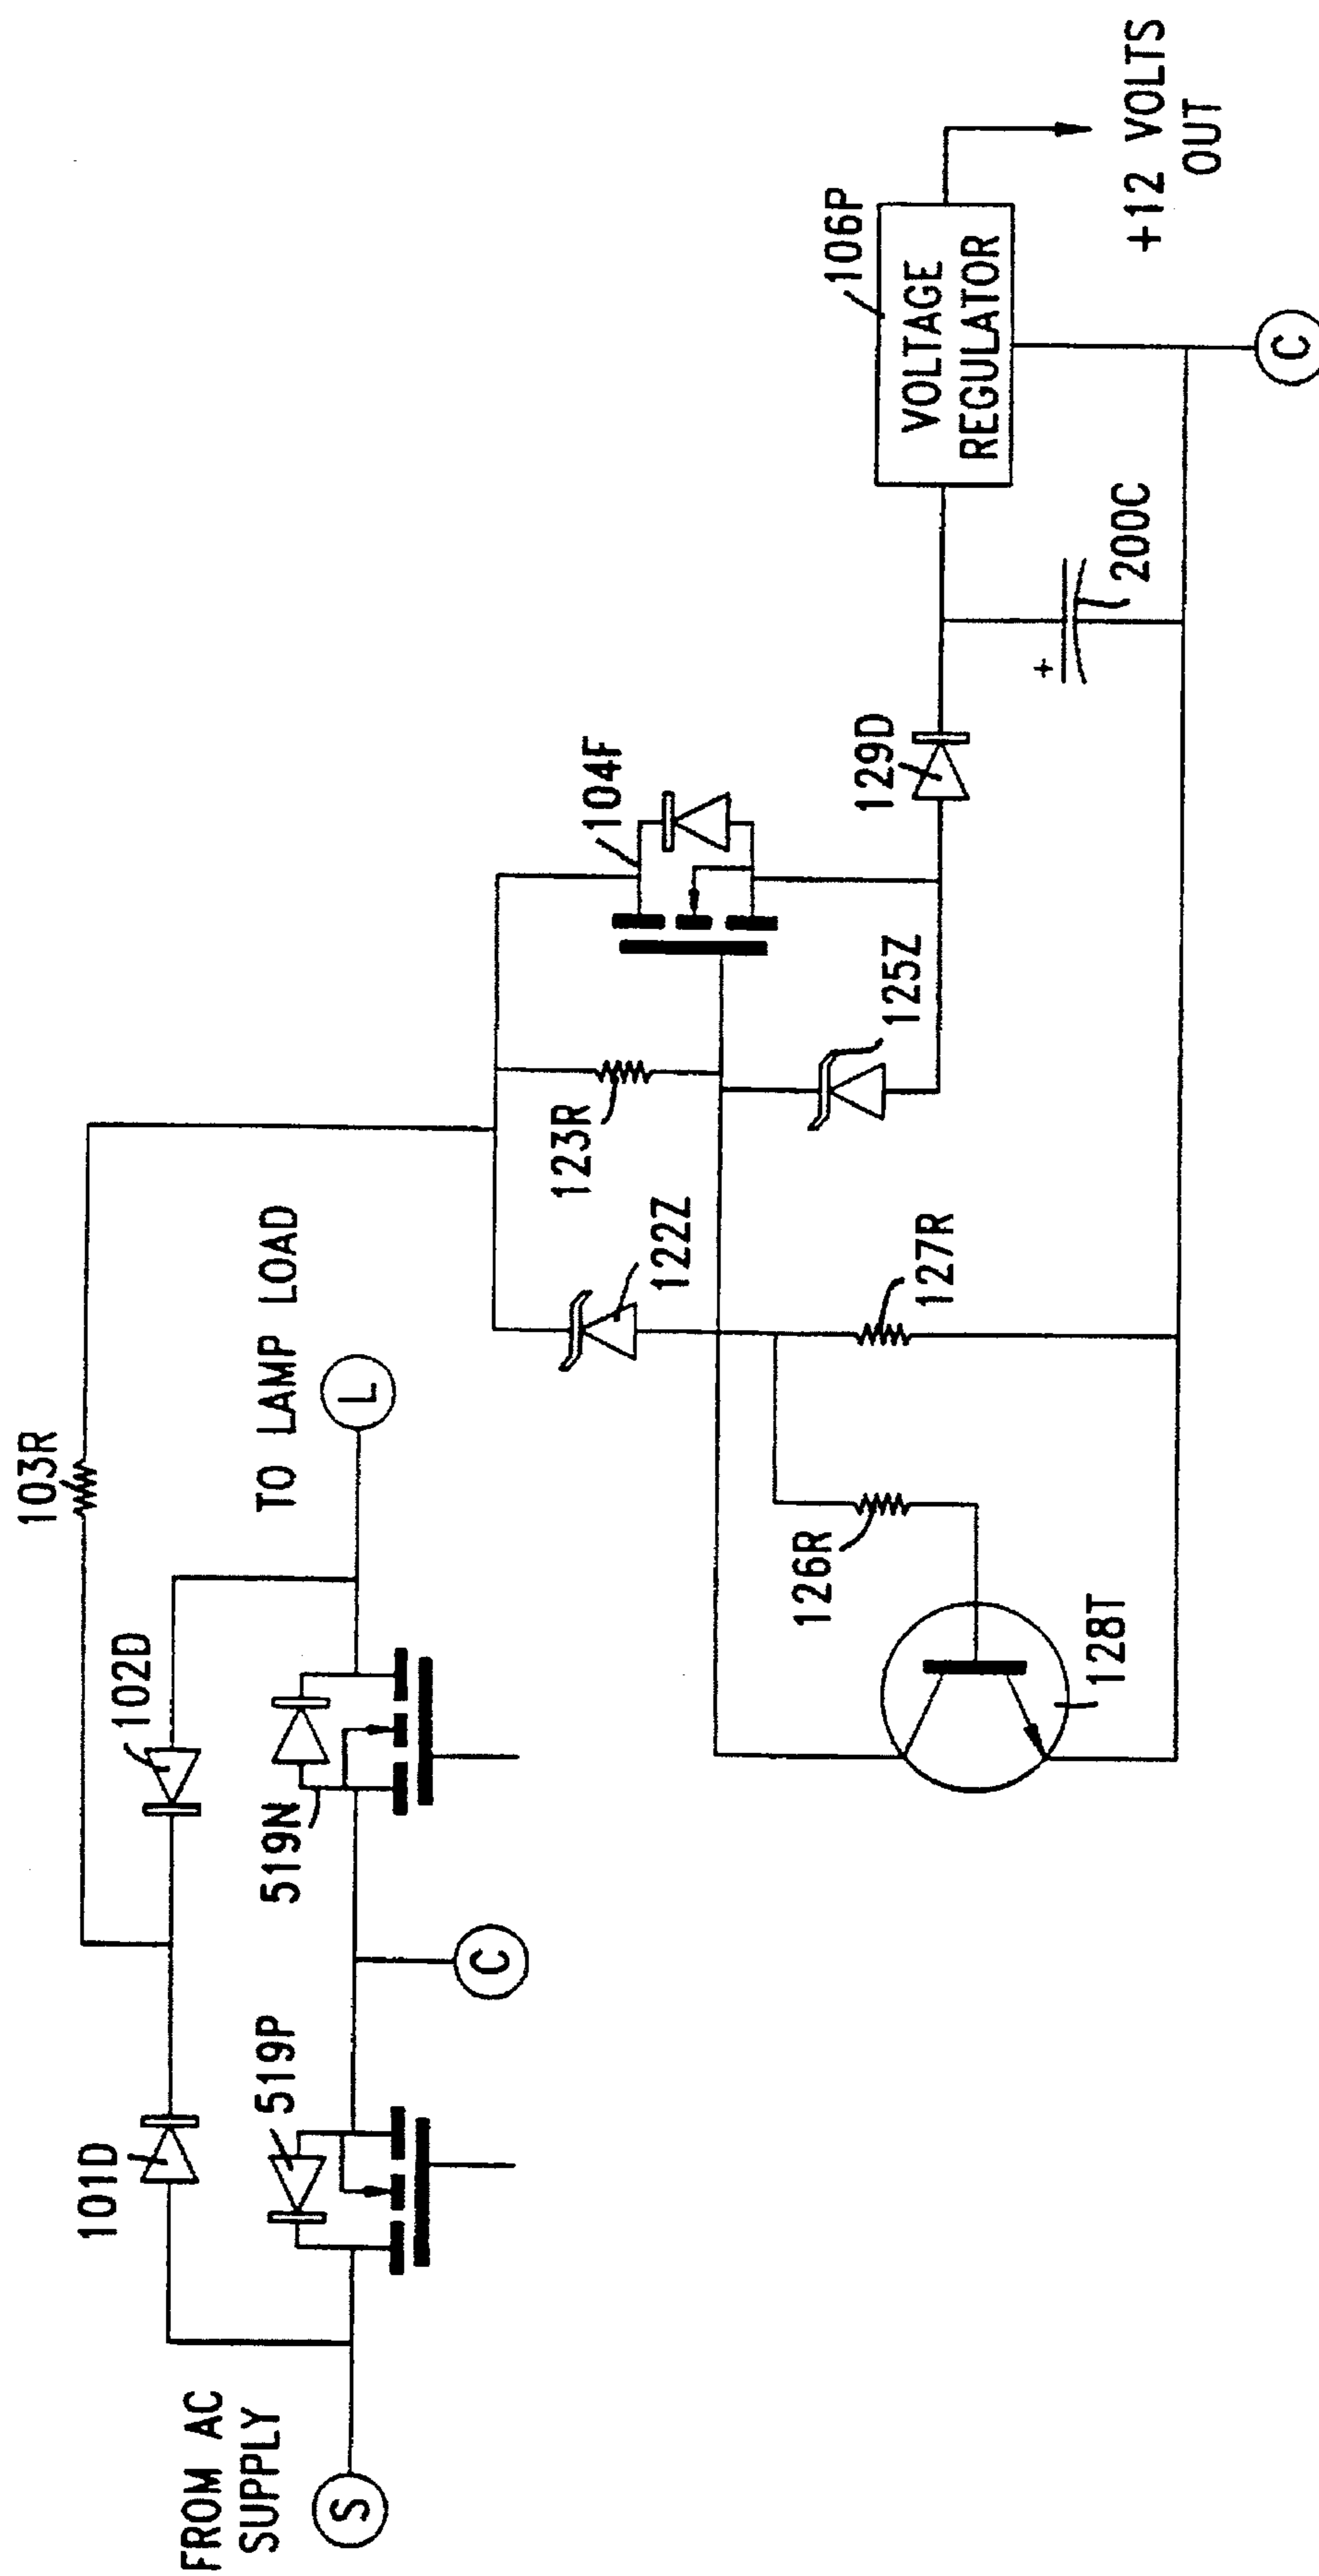 FROM AC
SUPPLY
S
101D
519P
C
519N
102D
103R
TO LAMP LOAD
L
128T
126R
127R
122Z
123R
125Z
104F
129D
+
200C
106P
VOLTAGE
REGULATOR
C
+12 VOLTS
OUT